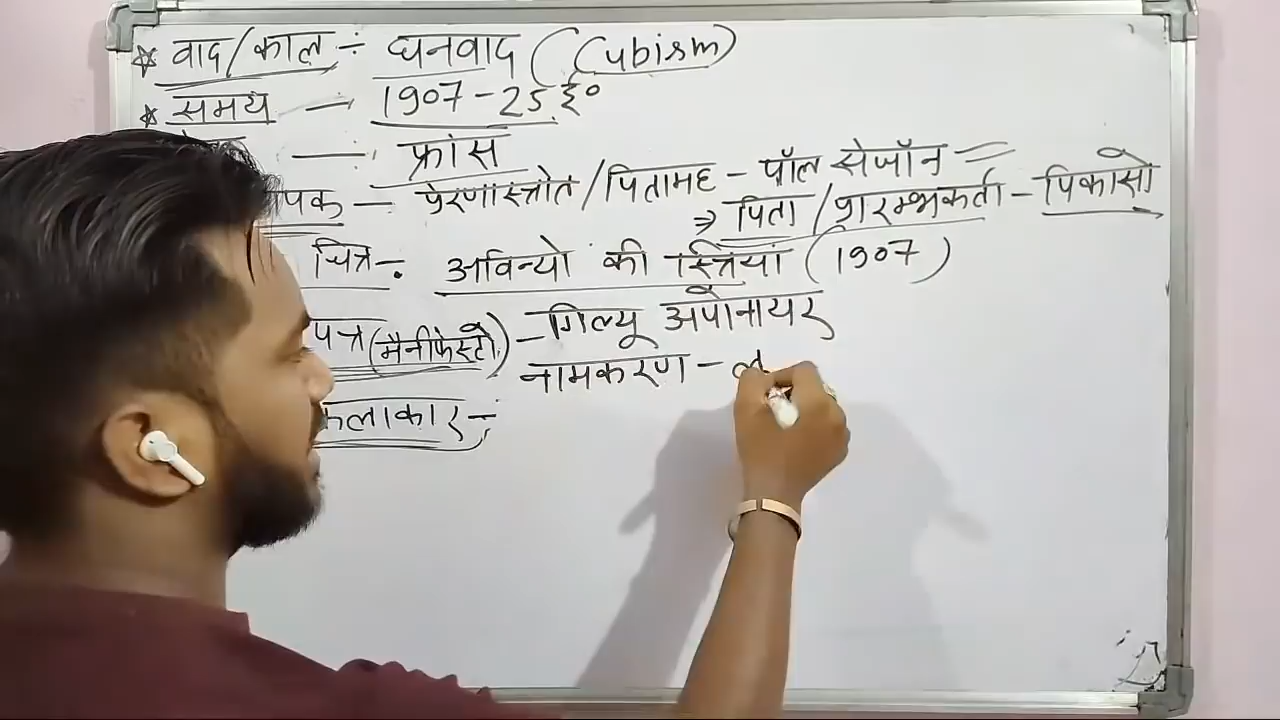 * वाद/काल ÷ घनवाद (Cubism)
* समय — 1907-25 ई०
— फ्रांस
पक — प्रेरणास्त्रोत/पितामह - पॉल सेजॉन
⇒ पिता/प्रारम्भकर्ता - पिकासो
चित्र-: अविन्यो की स्त्रियां (1907)
पत्र (मैनीफेस्टो) - गिल्यू अपोनायर
नामकरण - ल
कलाकार -;